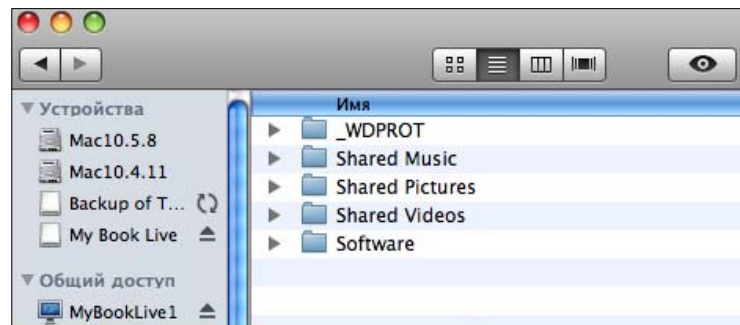 Устройства
Mac10.5.8
Mac10.4.11
Backup of T...
My Book Live
Общий доступ
MyBookLive1
Имя
_WDPROT
Shared Music
Shared Pictures
Shared Videos
Software